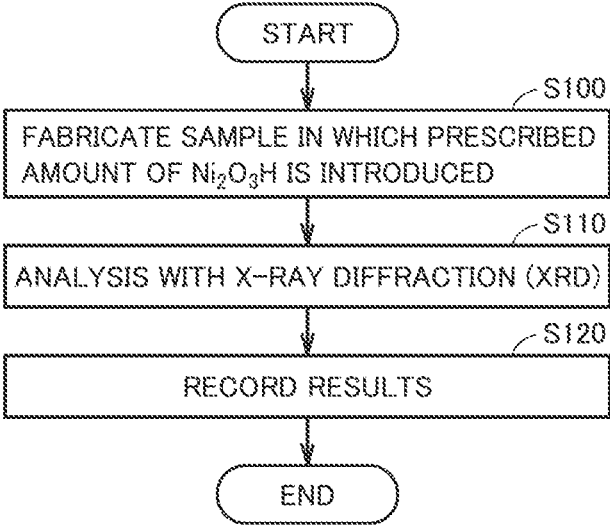 START
S100
FABRICATE SAMPLE IN WHICH PRESCRIBED
AMOUNT OF Ni₂O₃H IS INTRODUCED
S110
ANALYSIS WITH X-RAY DIFFRACTION (XRD)
S120
RECORD RESULTS
END